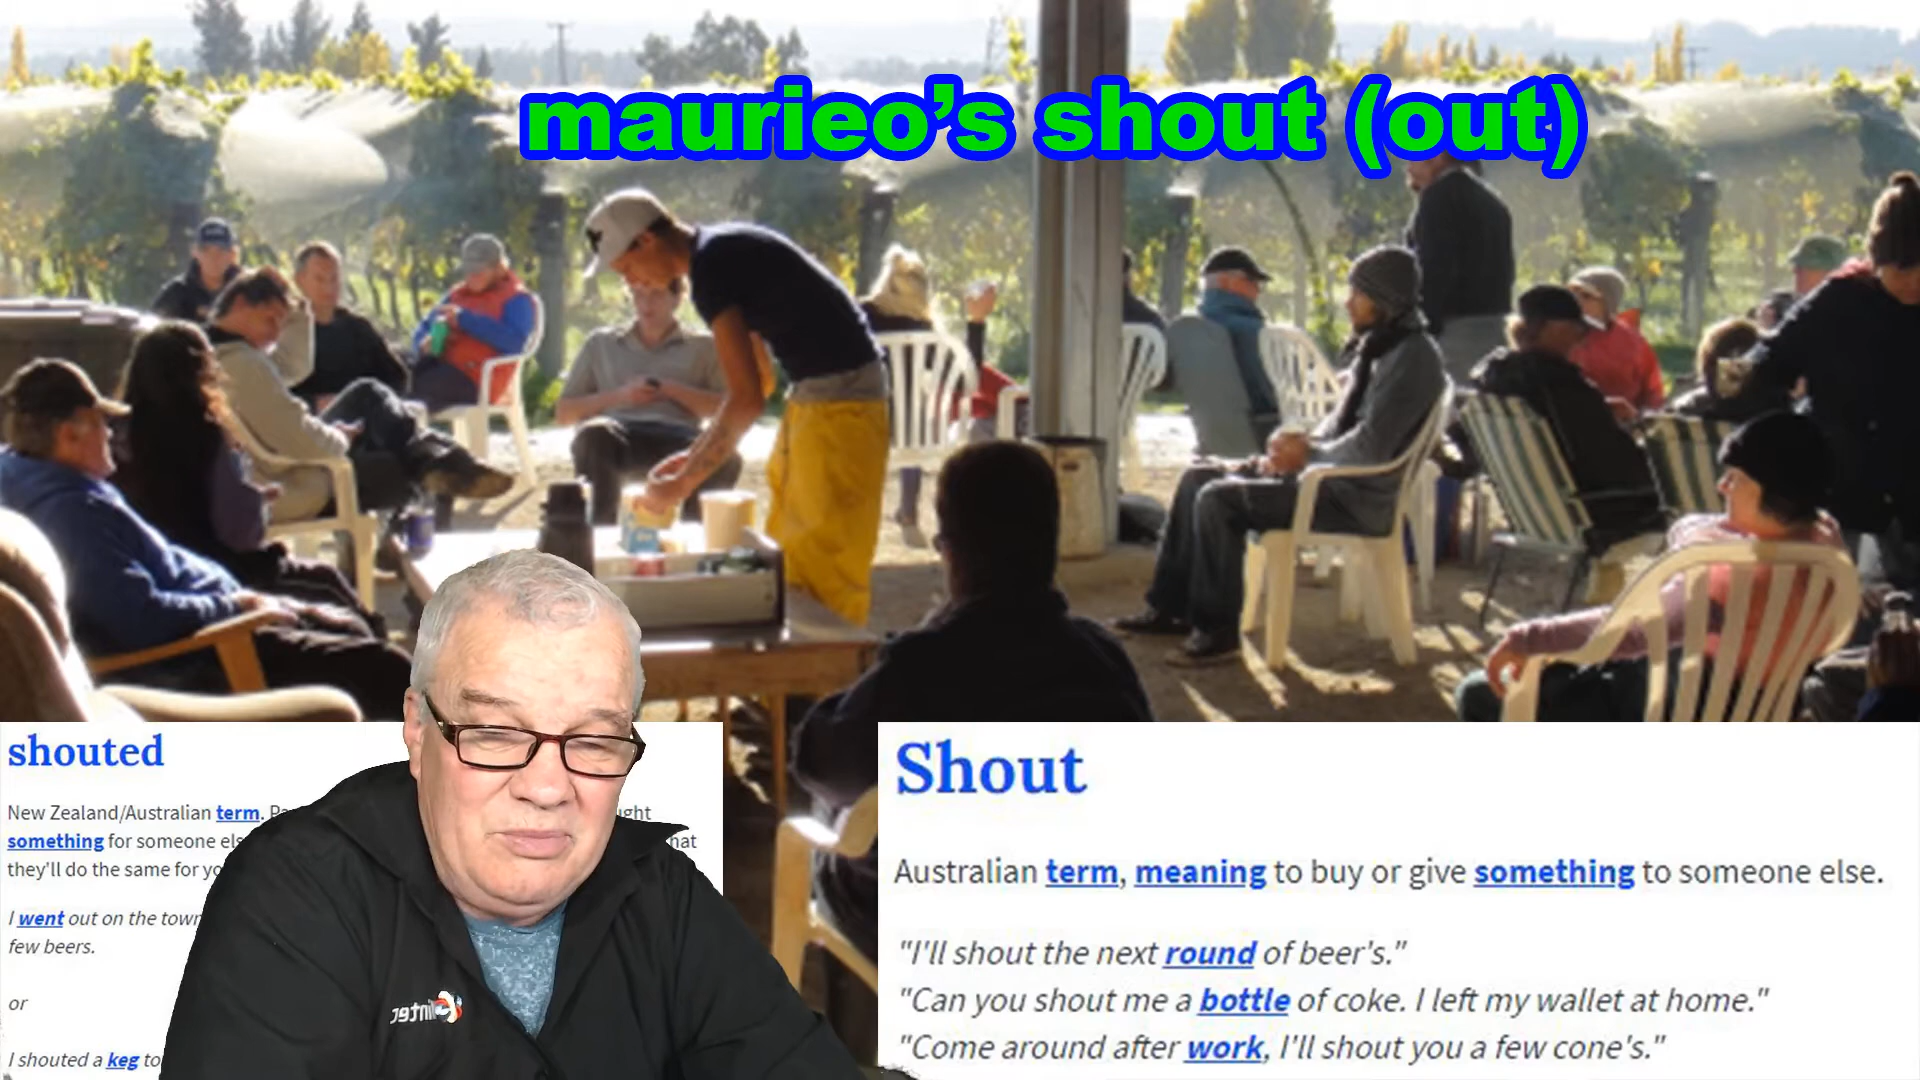 maurieo’s shout (out)
shouted
New Zealand/Australian term.
something for someone
they'll do the same for
I went out on the town
few beers.
or
I shouted a keg to
Shout
Australian term, meaning to buy or give something to someone else.
"I'll shout the next round of beer's."
"Can you shout me a bottle of coke. I left my wallet at home."
"Come around after work, I'll shout you a few cone's."